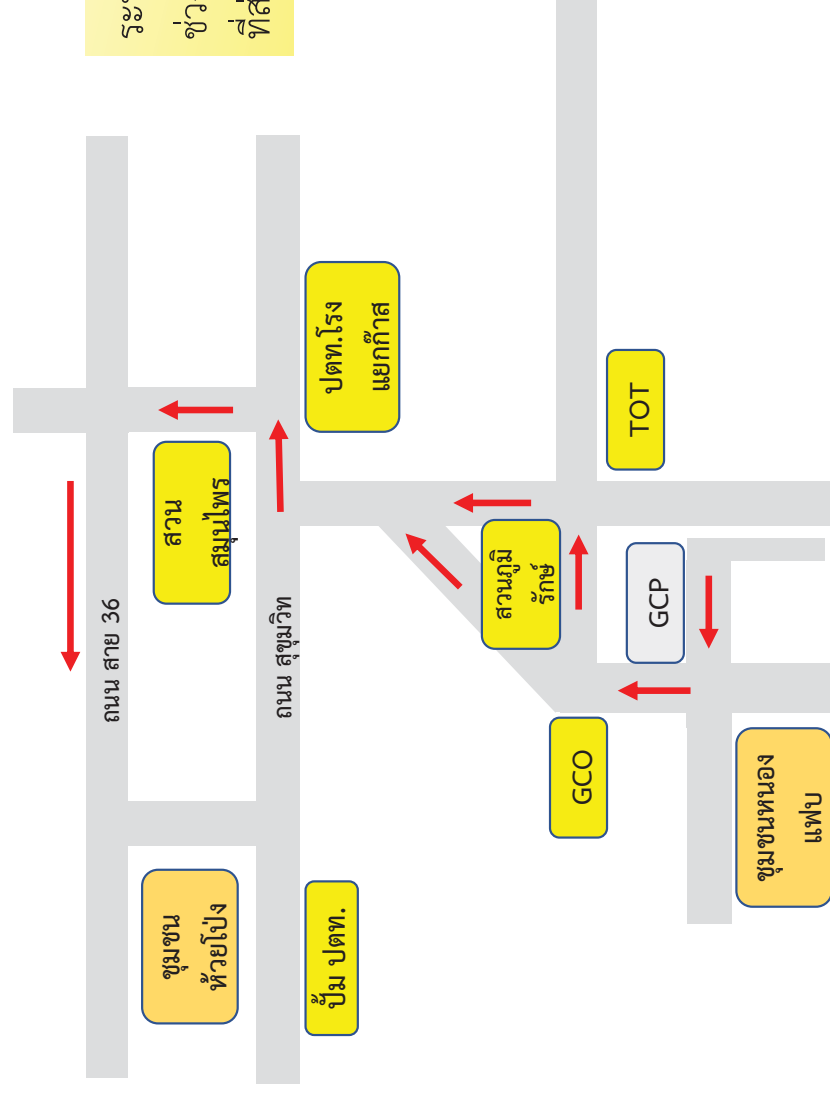 ถนน สาย 36
ชุมชน
ห้วยโป่ง
สวน
สมุนไพร
ถนน สุขุมวิท
ปั้ม ปตท.
ปตท.โรง
แยกก๊าส
สวนภูมิ
รักษ์
GCO
TOT
GCP
ชุมชนหนอง
แฟบ